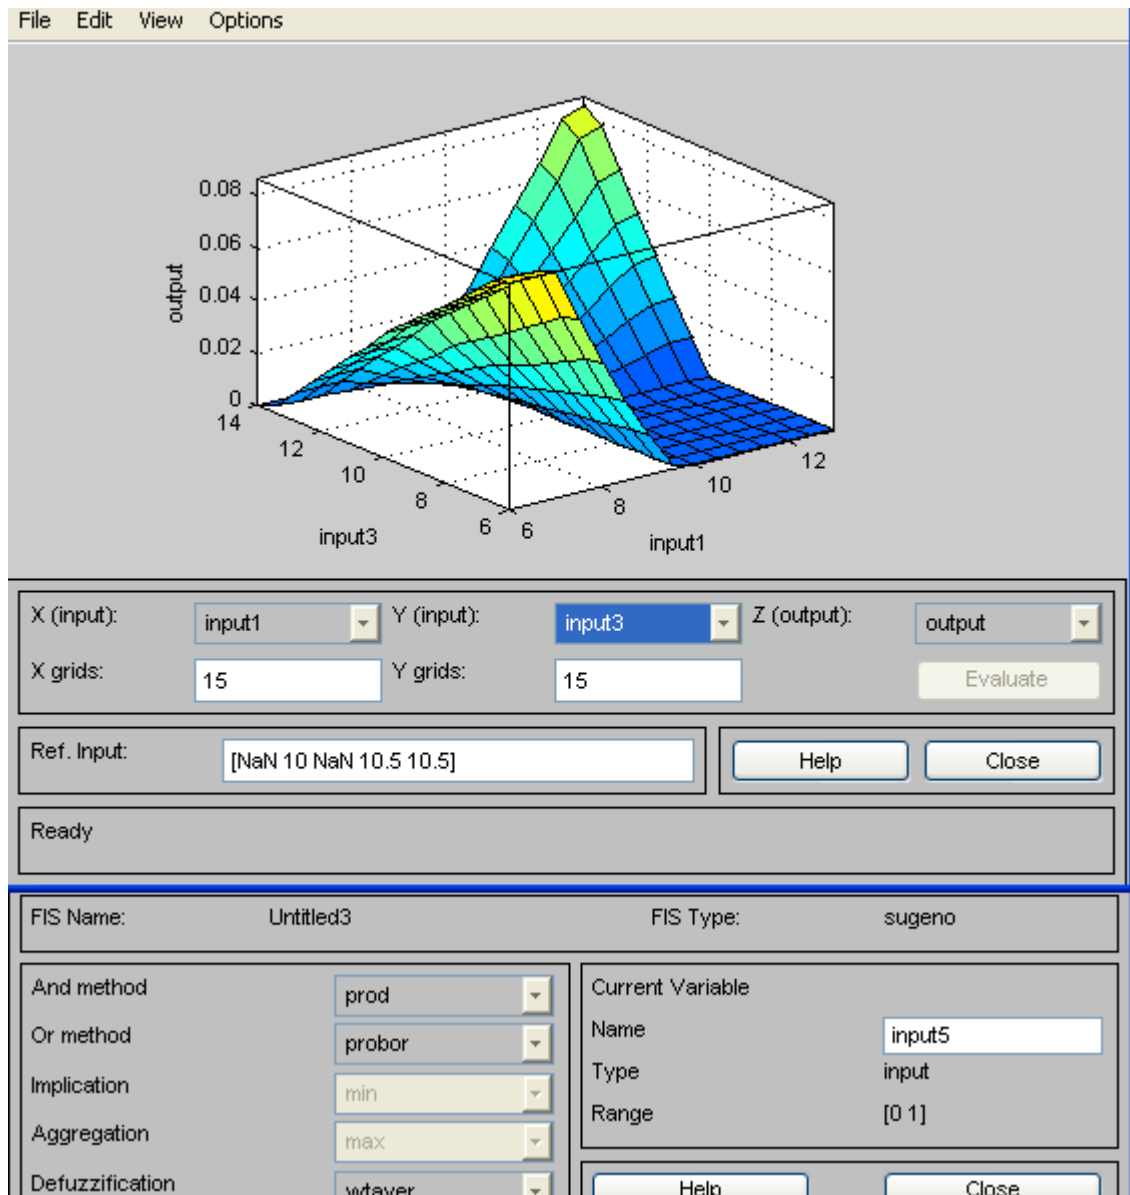 File Edit View Options
0.08
0.06
0.04
0.02
0
output
14
12
10
8
6
input3
6
8
10
12
input1
X (input): input1 Y (input): input3 Z (output): output
X grids: 15 Y grids: 15 Evaluate
Ref. Input: [NaN 10 NaN 10.5 10.5] Help Close
Ready
FIS Name: Untitled3 FIS Type: sugeno
And method prod
Or method probor
Implication min
Aggregation max
Defuzzification wtaver
Current Variable
Name input5
Type input
Range [0 1]
Help Close